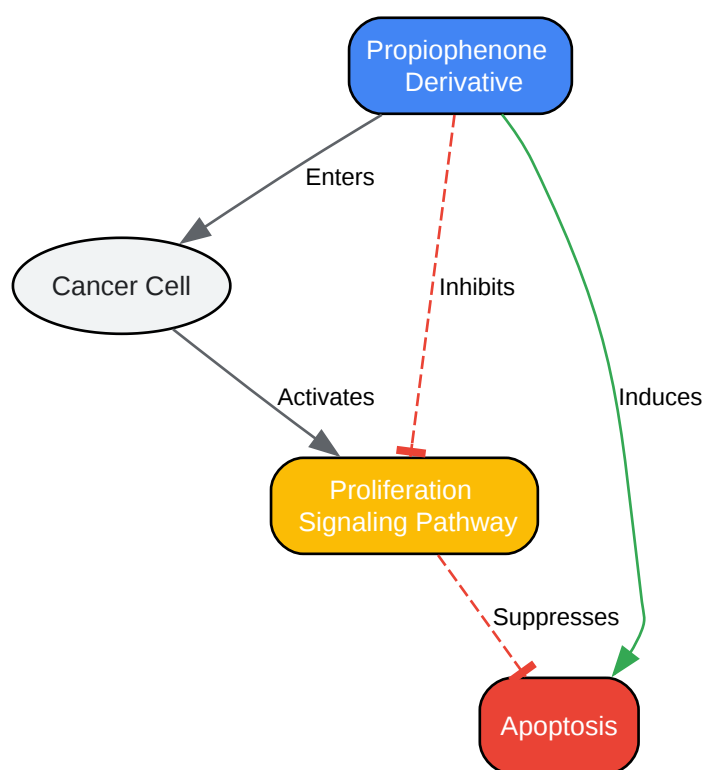 Propiophenone
Derivative
Enters
Cancer Cell
Inhibits
Activates
Induces
Proliferation
Signaling Pathway
Suppresses
Apoptosis